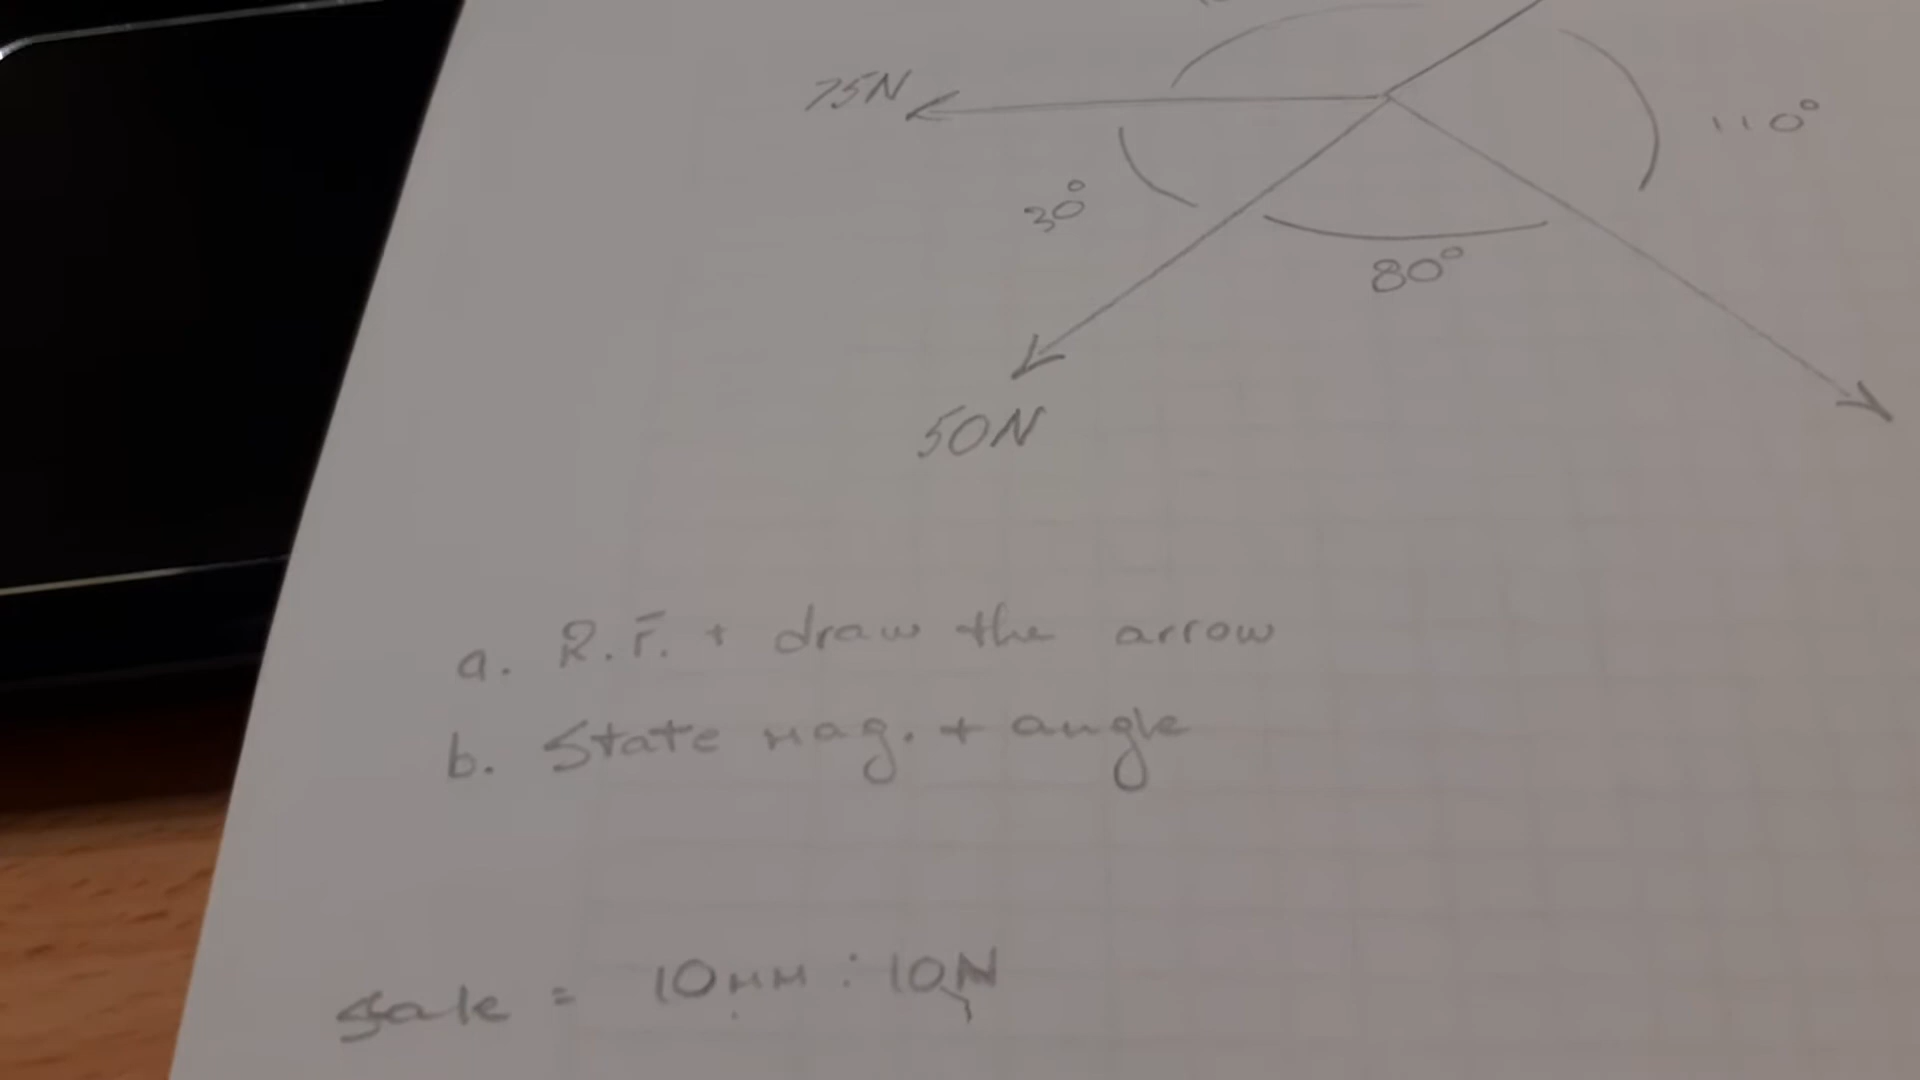 75N
110°
30°
80°
50N
a. R.F. + draw the arrow
b. State mag. + angle
Scale = 10mm : 10N